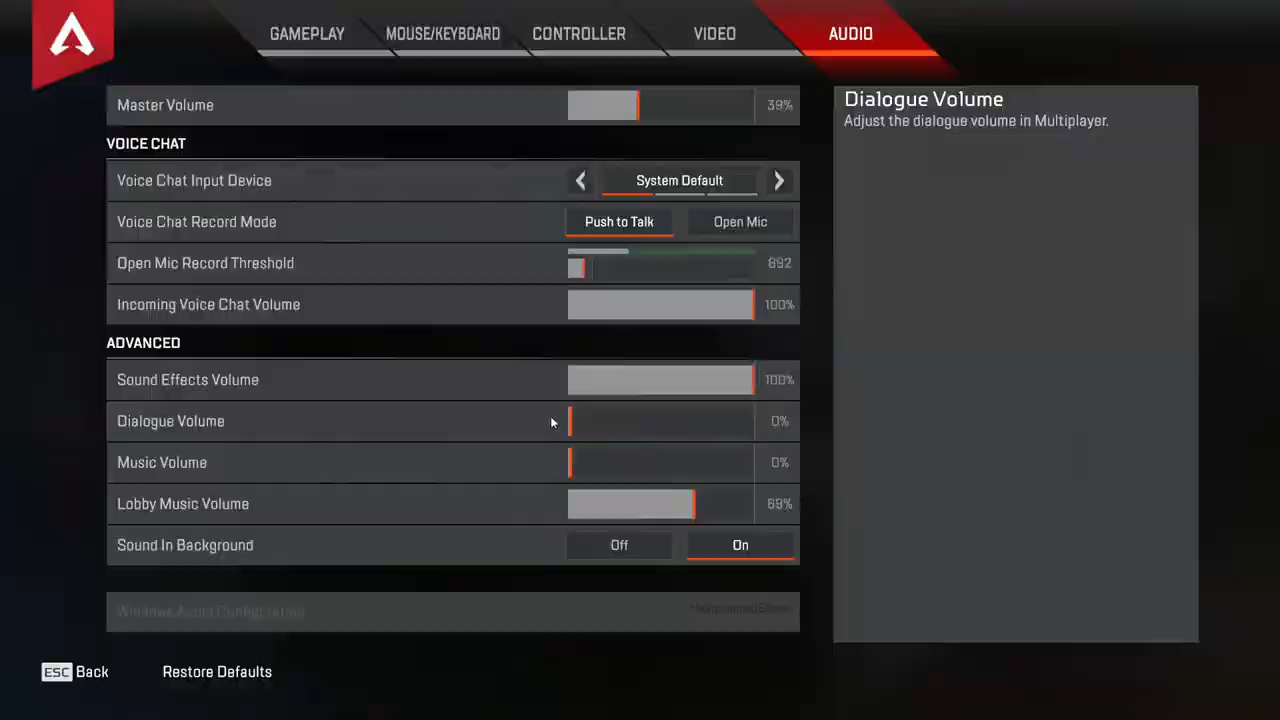 GAMEPLAY MOUSE/KEYBOARD CONTROLLER VIDEO AUDIO
Master Volume 39%
VOICE CHAT
Voice Chat Input Device System Default
Voice Chat Record Mode Push to Talk Open Mic
Open Mic Record Threshold 892
Incoming Voice Chat Volume 100%
ADVANCED
Sound Effects Volume 100%
Dialogue Volume 0%
Music Volume 0%
Lobby Music Volume 69%
Sound In Background Off On
Windows Audio Configuration
Dialogue Volume
Adjust the dialogue volume in Multiplayer.
ESC Back Restore Defaults